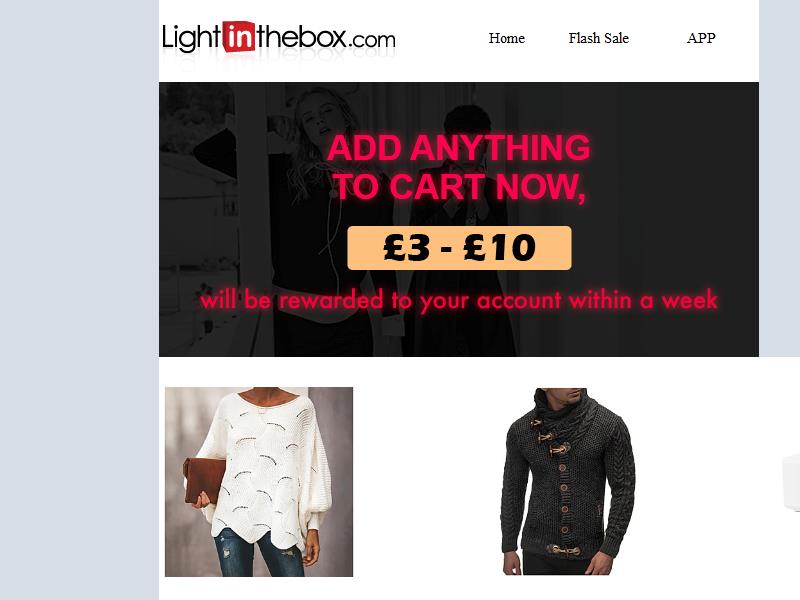 Lightinthebox.com
Home Flash Sale APP
ADD ANYTHING
TO CART NOW,
£3 - £10
will be rewarded to your account within a week